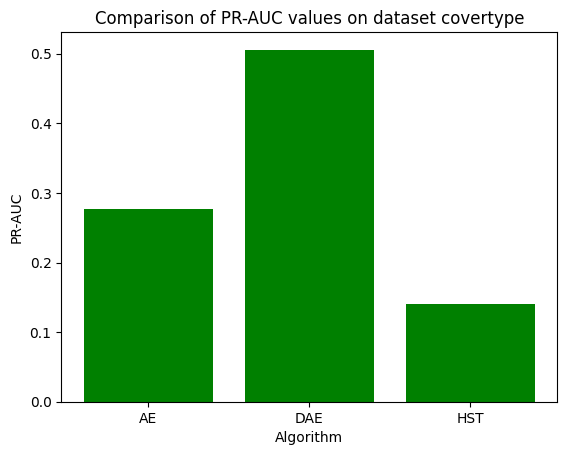 Comparison of PR-AUC values on dataset covertype
PR-AUC
0.5
0.4
0.3
0.2
0.1
0.0
AE DAE HST
Algorithm